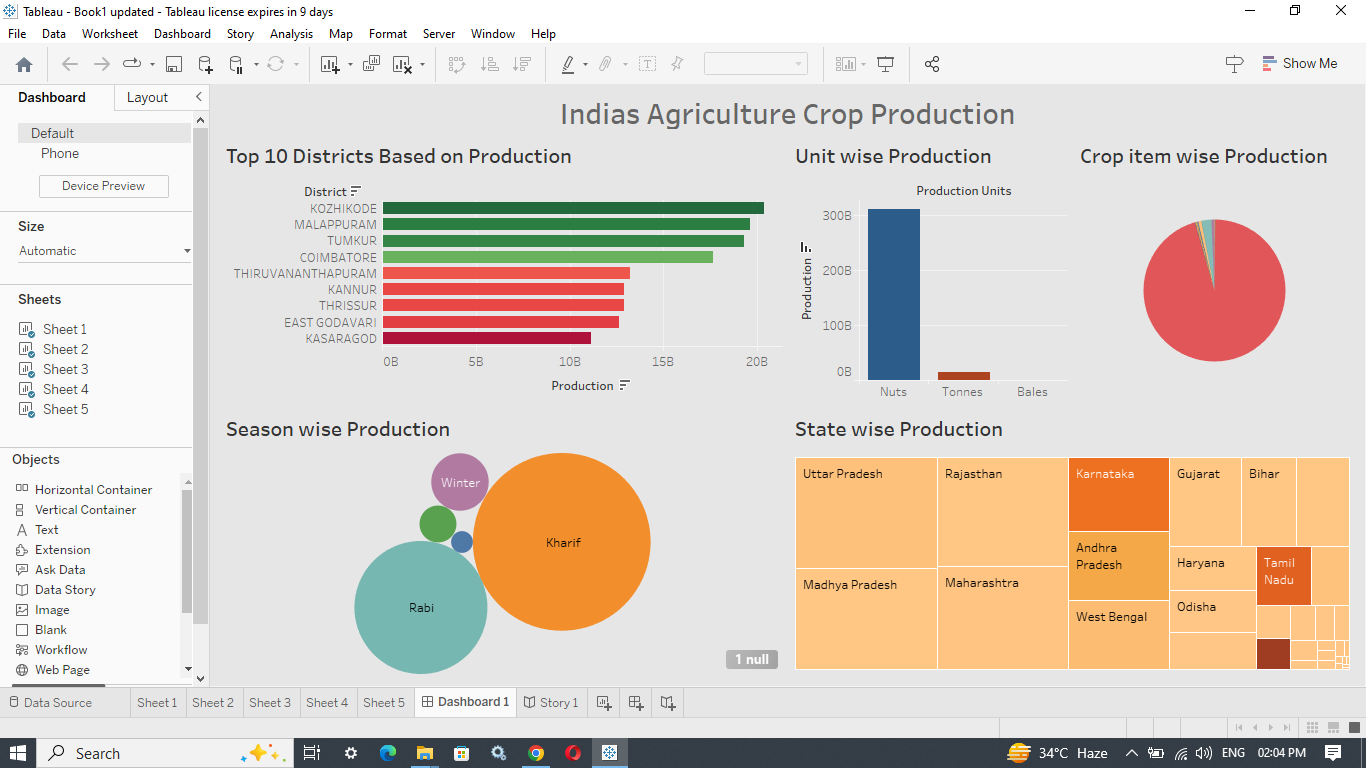 Tableau - Book1 updated - Tableau license expires in 9 days
File Data Worksheet Dashboard Story Analysis Map Format Server Window Help
Show Me
Dashboard Layout
Default
Phone
Device Preview
Size
Automatic
Sheets
Sheet 1
Sheet 2
Sheet 3
Sheet 4
Sheet 5
Objects
Horizontal Container
Vertical Container
Text
Extension
Ask Data
Data Story
Image
Blank
Workflow
Web Page
Indias Agriculture Crop Production
Top 10 Districts Based on Production
District
KOZHIKODE
MALAPPURAM
TUMKUR
COIMBATORE
THIRUVANANTHAPURAM
KANNUR
THRISSUR
EAST GODAVARI
KASARAGOD
0B 5B 10B 15B 20B
Production
Unit wise Production
Production Units
Production
300B
200B
100B
0B
Nuts Tonnes Bales
Crop item wise Production
Season wise Production
Winter
Kharif
Rabi
1 null
State wise Production
Uttar Pradesh
Madhya Pradesh
Rajasthan
Maharashtra
Karnataka
Andhra
Pradesh
West Bengal
Gujarat
Bihar
Haryana
Odisha
Tamil
Nadu
Data Source Sheet 1 Sheet 2 Sheet 3 Sheet 4 Sheet 5 Dashboard 1 Story 1
Search
34°C Haze
ENG
02:04 PM